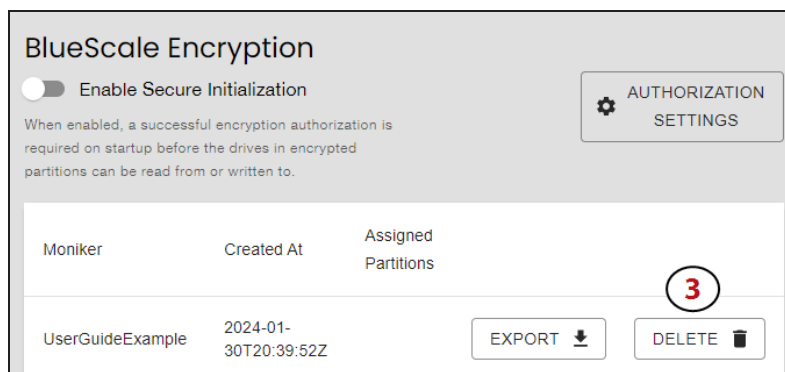 BlueScale Encryption
Enable Secure Initialization
AUTHORIZATION
SETTINGS
When enabled, a successful encryption authorization is
required on startup before the drives in encrypted
partitions can be read from or written to.
Moniker
Created At
Assigned
Partitions
3
UserGuideExample
2024-01-
30T20:39:52Z
EXPORT
DELETE